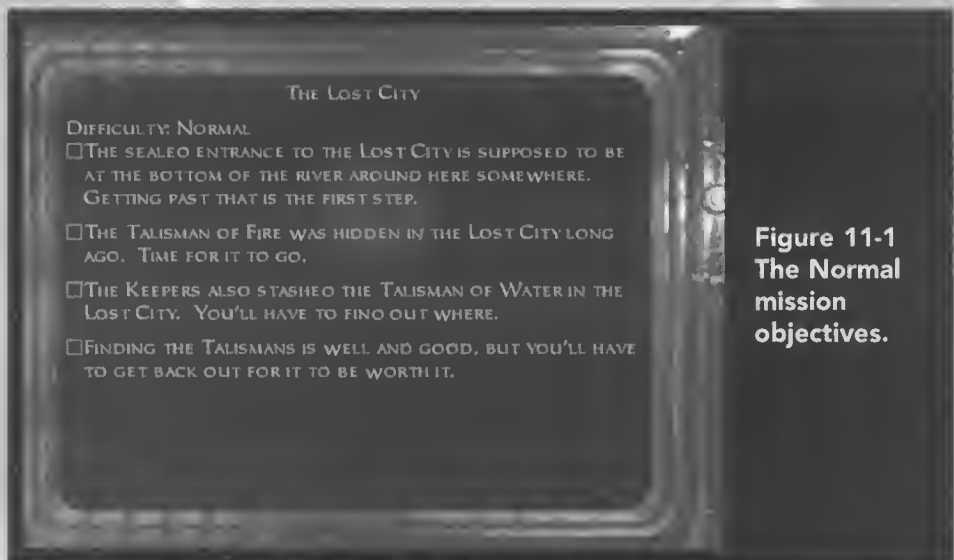 THE LOST CITY
DIFFICULTY: NORMAL
THE SEALED ENTRANCE TO THE LOST CITY IS SUPPOSED TO BE
AT THE BOTTOM OF THE RIVER AROUND HERE SOMEWHERE.
GETTING PAST THAT IS THE FIRST STEP.
THE TALISMAN OF FIRE WAS HIDDEN IN THE LOST CITY LONG
AGO. TIME FOR IT TO GO.
THE KEEPERS ALSO STASHED THE TALISMAN OF WATER IN THE
LOST CITY. YOU'LL HAVE TO FIND OUT WHERE.
FINDING THE TALISMANS IS WELL AND GOOD, BUT YOU'LL HAVE
TO GET BACK OUT FOR IT TO BE WORTH IT.
Figure 11-1
The Normal
mission
objectives.